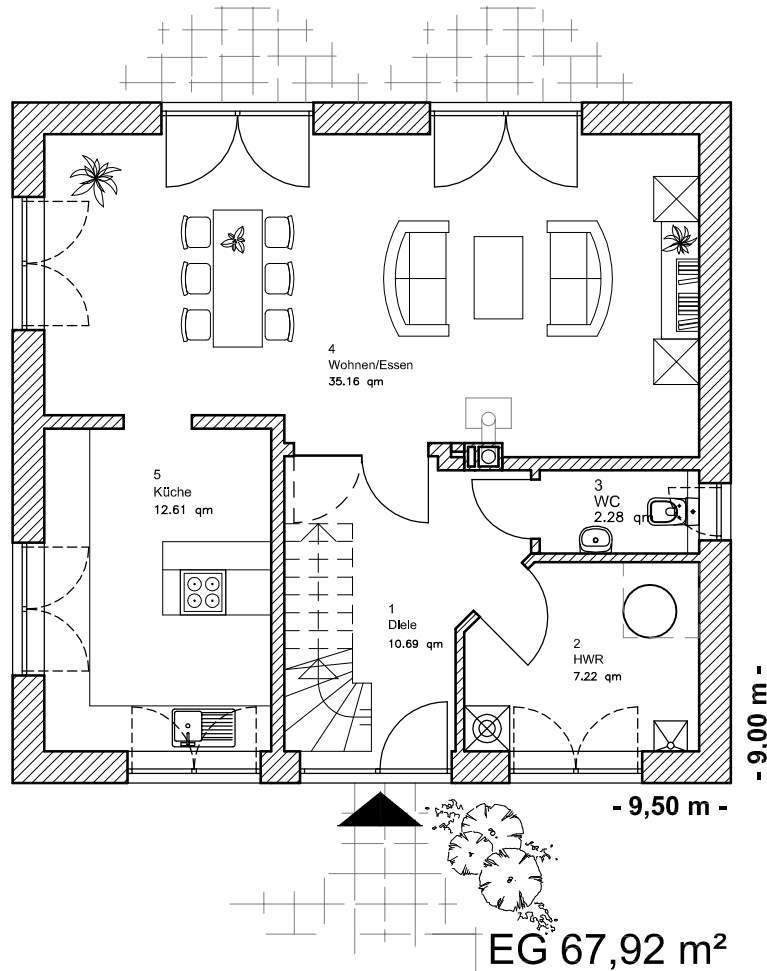 4
Wohnen/Essen
35.16 qm
5
Küche
12.61 qm
3
WC
2.28 qm
1
Diele
10.69 qm
2
HWR
7.22 qm
- 9,00 m -
- 9,50 m -
EG 67,92 m²